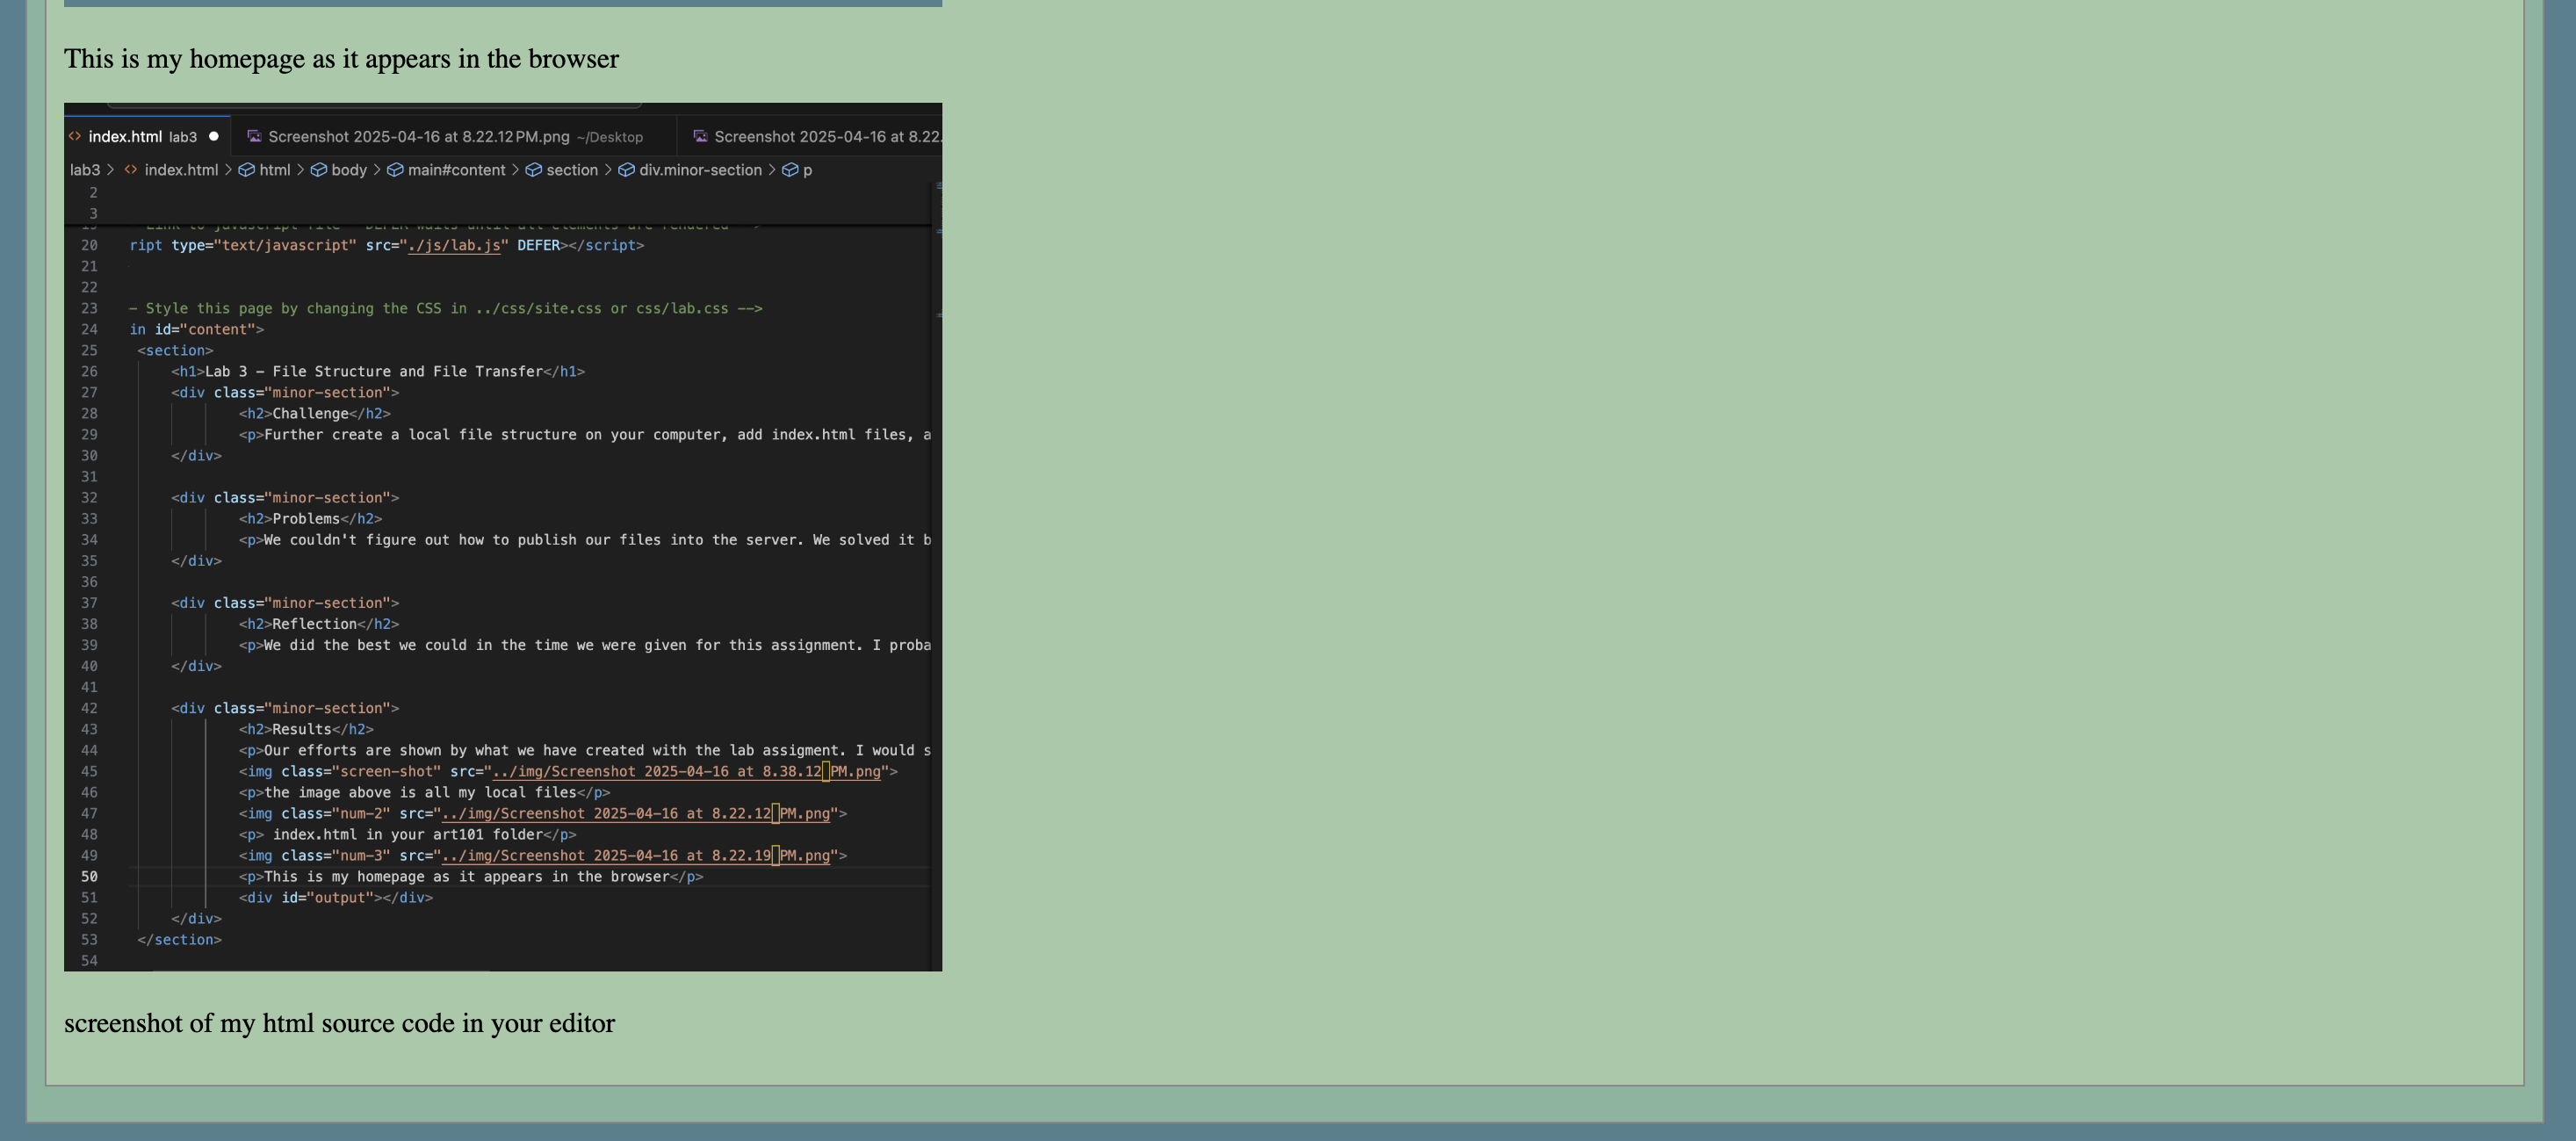 This is my homepage as it appears in the browser
index.html lab3 Screenshot 2025-04-16 at 8.22.12 PM.png ~/Desktop Screenshot 2025-04-16 at 8.22.
lab3 > index.html > html > body > main#content > section > div.minor-section > p
2
3
20 ript type="text/javascript" src="./js/lab.js" DEFER></script>
21
22
23 – Style this page by changing the CSS in ../css/site.css or css/lab.css -->
24 in id="content">
25 <section>
26 <h1>Lab 3 – File Structure and File Transfer</h1>
27 <div class="minor-section">
28 <h2>Challenge</h2>
29 <p>Further create a local file structure on your computer, add index.html files, a
30 </div>
31
32 <div class="minor-section">
33 <h2>Problems</h2>
34 <p>We couldn't figure out how to publish our files into the server. We solved it b
35 </div>
36
37 <div class="minor-section">
38 <h2>Reflection</h2>
39 <p>We did the best we could in the time we were given for this assignment. I proba
40 </div>
41
42 <div class="minor-section">
43 <h2>Results</h2>
44 <p>Our efforts are shown by what we have created with the lab assigment. I would s
45 <img class="screen-shot" src="../img/Screenshot 2025-04-16 at 8.38.12 PM.png">
46 <p>the image above is all my local files</p>
47 <img class="num-2" src="../img/Screenshot 2025-04-16 at 8.22.12 PM.png">
48 <p> index.html in your art101 folder</p>
49 <img class="num-3" src="../img/Screenshot 2025-04-16 at 8.22.19 PM.png">
50 <p>This is my homepage as it appears in the browser</p>
51 <div id="output"></div>
52 </div>
53 </section>
54
screenshot of my html source code in your editor